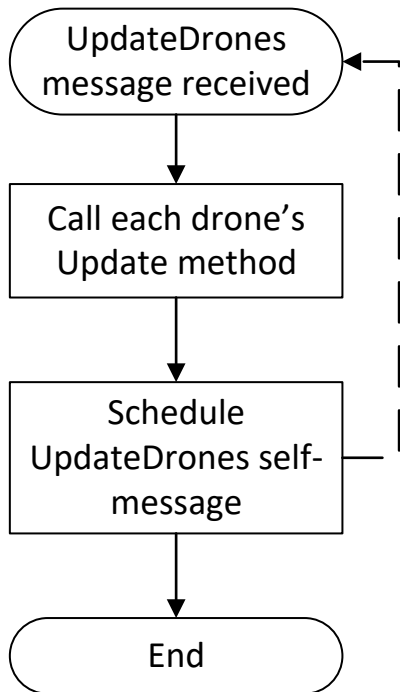 UpdateDrones
message received
Call each drone’s
Update method
Schedule
UpdateDrones self-
message
End